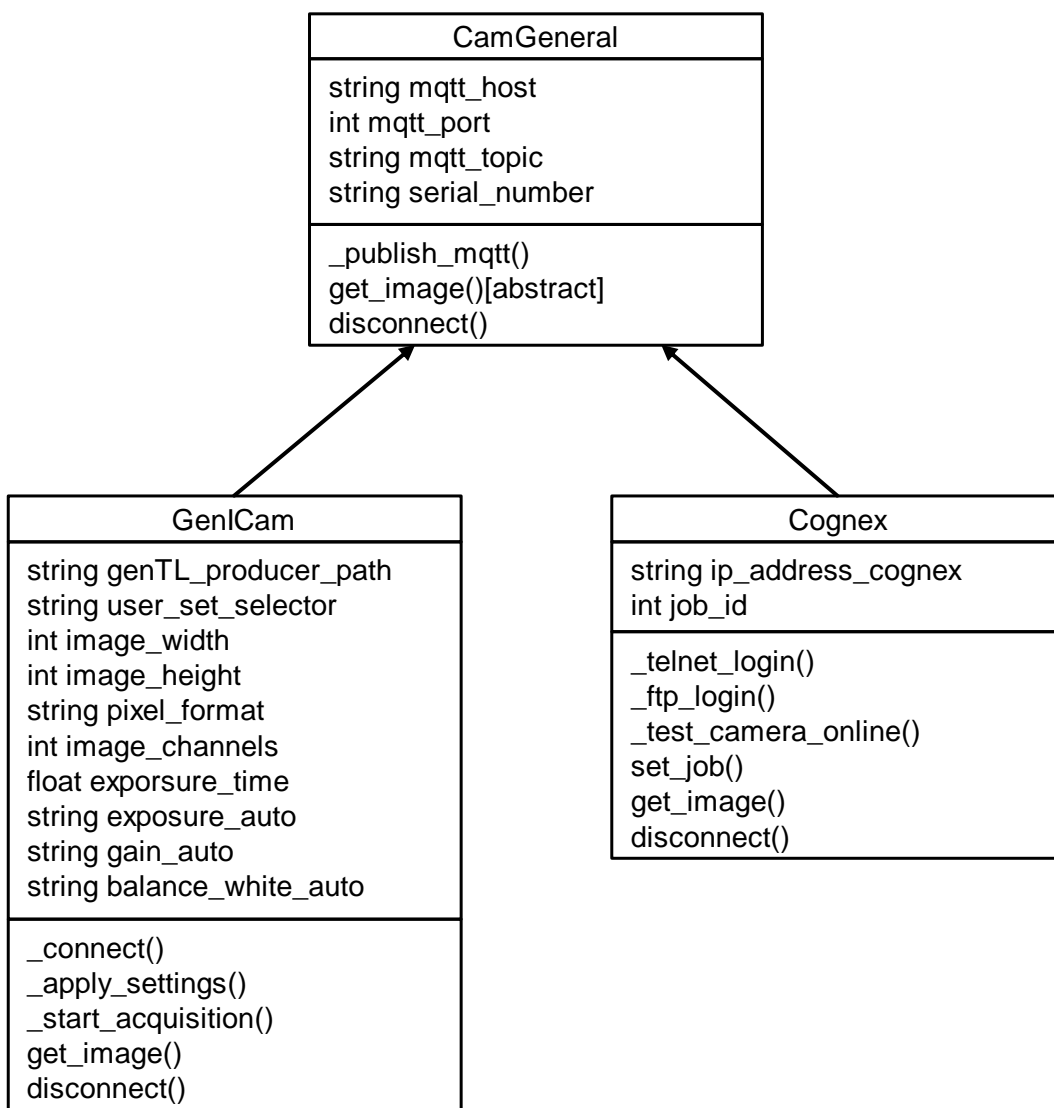 CamGeneral
string mqtt_host
int mqtt_port
string mqtt_topic
string serial_number
_publish_mqtt()
get_image()[abstract]
disconnect()
GenICam
string genTL_producer_path
string user_set_selector
int image_width
int image_height
string pixel_format
int image_channels
float exporsure_time
string exposure_auto
string gain_auto
string balance_white_auto
_connect()
_apply_settings()
_start_acquisition()
get_image()
disconnect()
Cognex
string ip_address_cognex
int job_id
_telnet_login()
_ftp_login()
_test_camera_online()
set_job()
get_image()
disconnect()